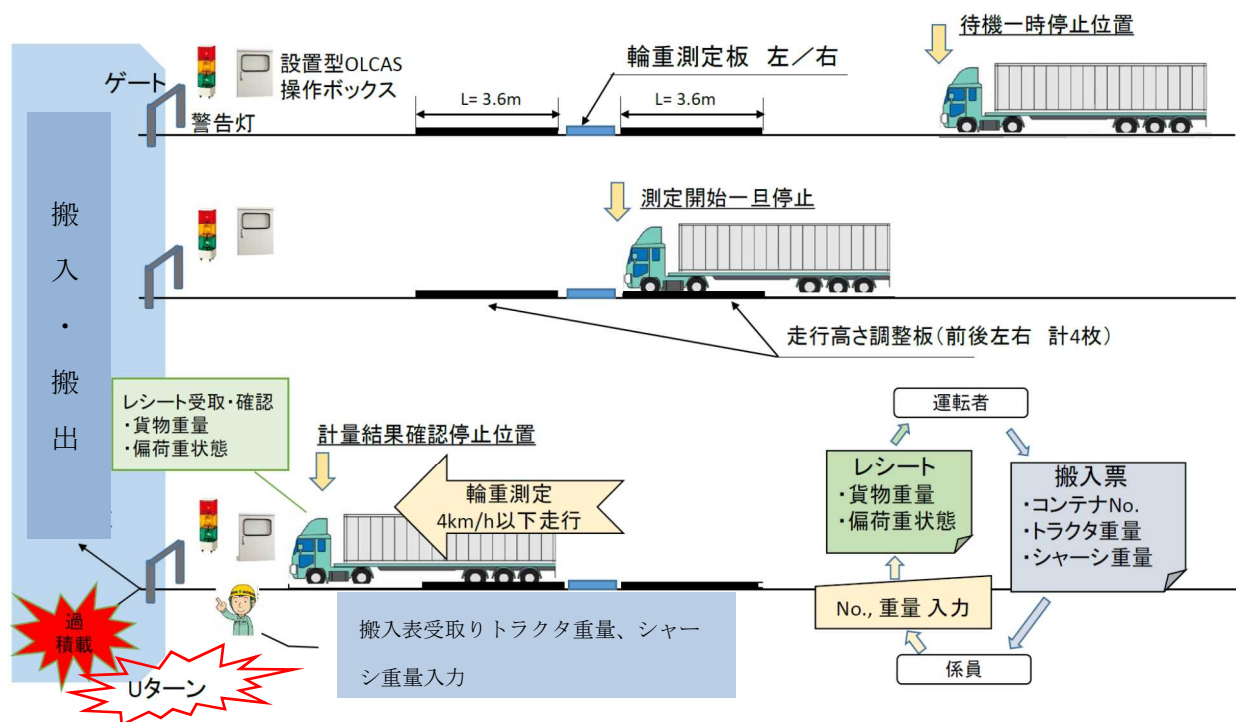 待機一時停止位置
ゲート
設置型OLCAS
操作ボックス
輪重測定板 左／右
L= 3.6m
L= 3.6m
警告灯
搬入・搬出
測定開始一旦停止
走行高さ調整板（前後左右 計4枚）
レシート受取・確認
・貨物重量
・偏荷重状態
計量結果確認停止位置
輪重測定
4km/h以下走行
運転者
レシート
・貨物重量
・偏荷重状態
搬入票
・コンテナNo.
・トラクタ重量
・シャーシ重量
No., 重量 入力
係員
過
積載
Uターン
搬入表受取りトラクタ重量、シャー
シ重量入力